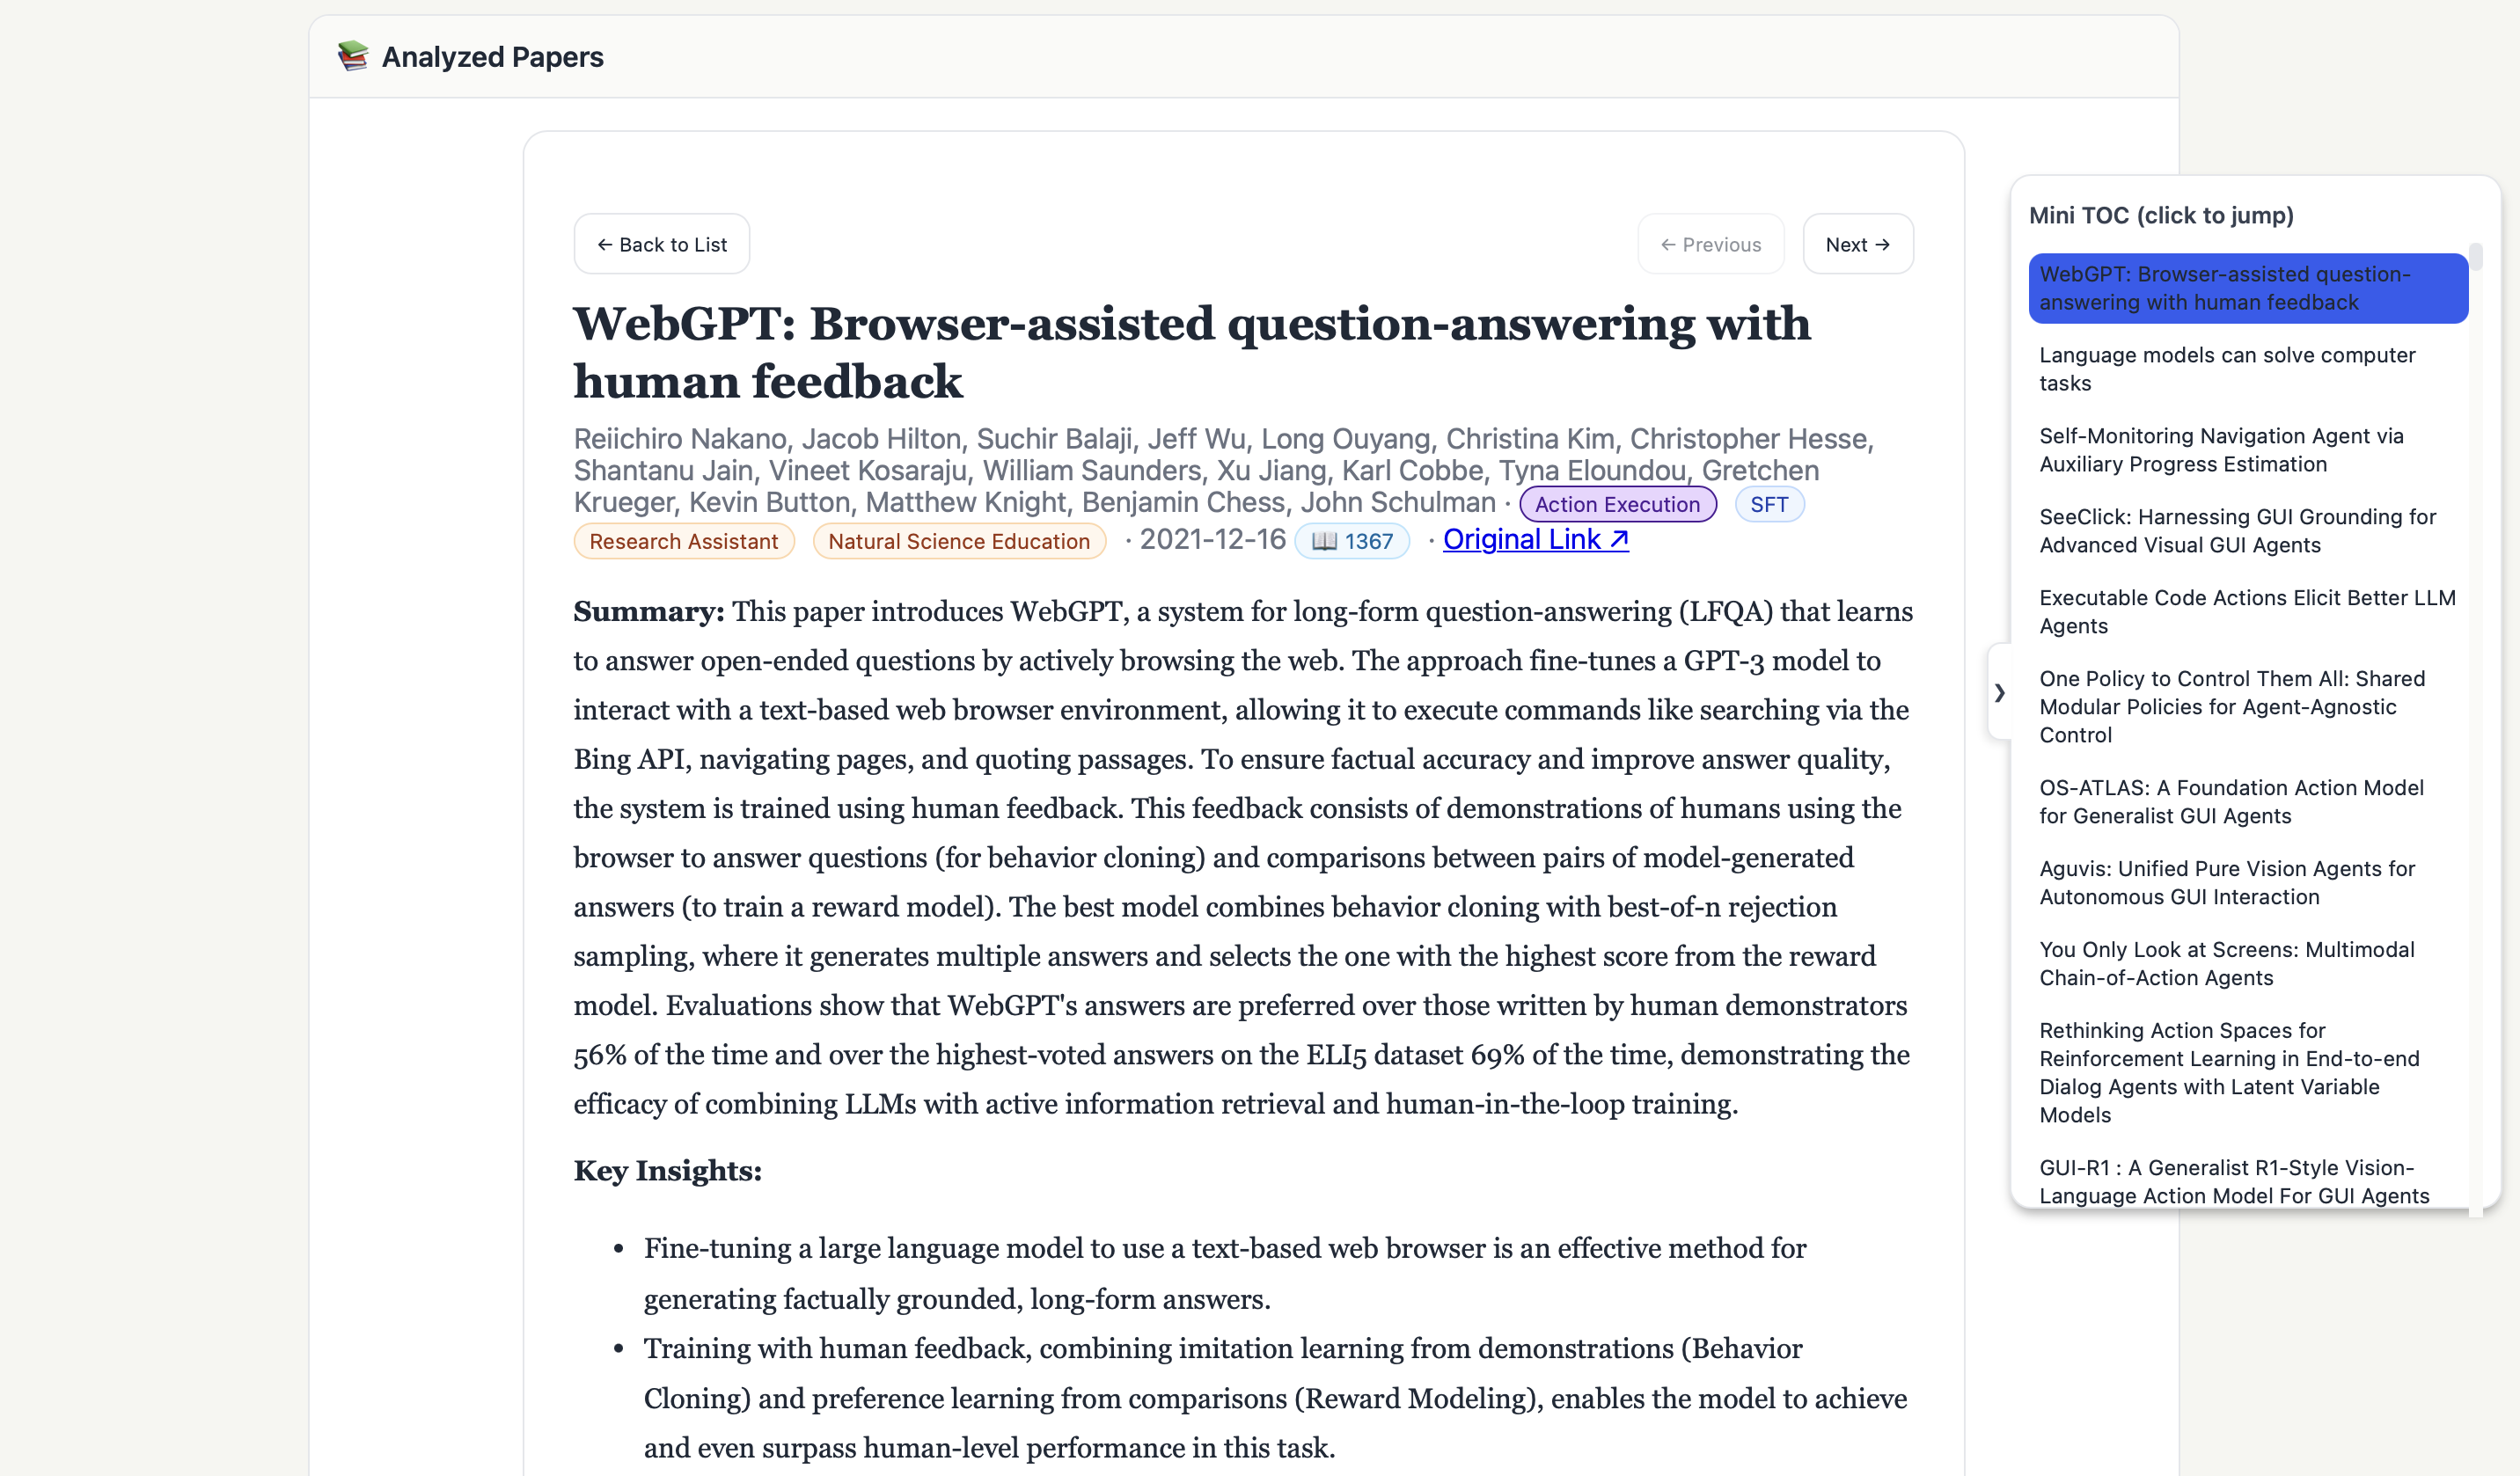 📚 Analyzed Papers
← Back to List
← Previous
Next →
WebGPT: Browser-assisted question-answering with
human feedback
Reiichiro Nakano, Jacob Hilton, Suchir Balaji, Jeff Wu, Long Ouyang, Christina Kim, Christopher Hesse,
Shantanu Jain, Vineet Kosaraju, William Saunders, Xu Jiang, Karl Cobbe, Tyna Eloundou, Gretchen
Krueger, Kevin Button, Matthew Knight, Benjamin Chess, John Schulman · Action Execution SFT
Research Assistant Natural Science Education · 2021-12-16 📖 1367 · Original Link ↗
Summary: This paper introduces WebGPT, a system for long-form question-answering (LFQA) that learns
to answer open-ended questions by actively browsing the web. The approach fine-tunes a GPT-3 model to
interact with a text-based web browser environment, allowing it to execute commands like searching via the
Bing API, navigating pages, and quoting passages. To ensure factual accuracy and improve answer quality,
the system is trained using human feedback. This feedback consists of demonstrations of humans using the
browser to answer questions (for behavior cloning) and comparisons between pairs of model-generated
answers (to train a reward model). The best model combines behavior cloning with best-of-n rejection
sampling, where it generates multiple answers and selects the one with the highest score from the reward
model. Evaluations show that WebGPT's answers are preferred over those written by human demonstrators
56% of the time and over the highest-voted answers on the ELI5 dataset 69% of the time, demonstrating the
efficacy of combining LLMs with active information retrieval and human-in-the-loop training.
Key Insights:
• Fine-tuning a large language model to use a text-based web browser is an effective method for
generating factually grounded, long-form answers.
• Training with human feedback, combining imitation learning from demonstrations (Behavior
Cloning) and preference learning from comparisons (Reward Modeling), enables the model to achieve
and even surpass human-level performance in this task.
Mini TOC (click to jump)
WebGPT: Browser-assisted question-
answering with human feedback
Language models can solve computer
tasks
Self-Monitoring Navigation Agent via
Auxiliary Progress Estimation
SeeClick: Harnessing GUI Grounding for
Advanced Visual GUI Agents
Executable Code Actions Elicit Better LLM
Agents
One Policy to Control Them All: Shared
Modular Policies for Agent-Agnostic
Control
OS-ATLAS: A Foundation Action Model
for Generalist GUI Agents
Aguvis: Unified Pure Vision Agents for
Autonomous GUI Interaction
You Only Look at Screens: Multimodal
Chain-of-Action Agents
Rethinking Action Spaces for
Reinforcement Learning in End-to-end
Dialog Agents with Latent Variable
Models
GUI-R1 : A Generalist R1-Style Vision-
Language Action Model For GUI Agents
❯